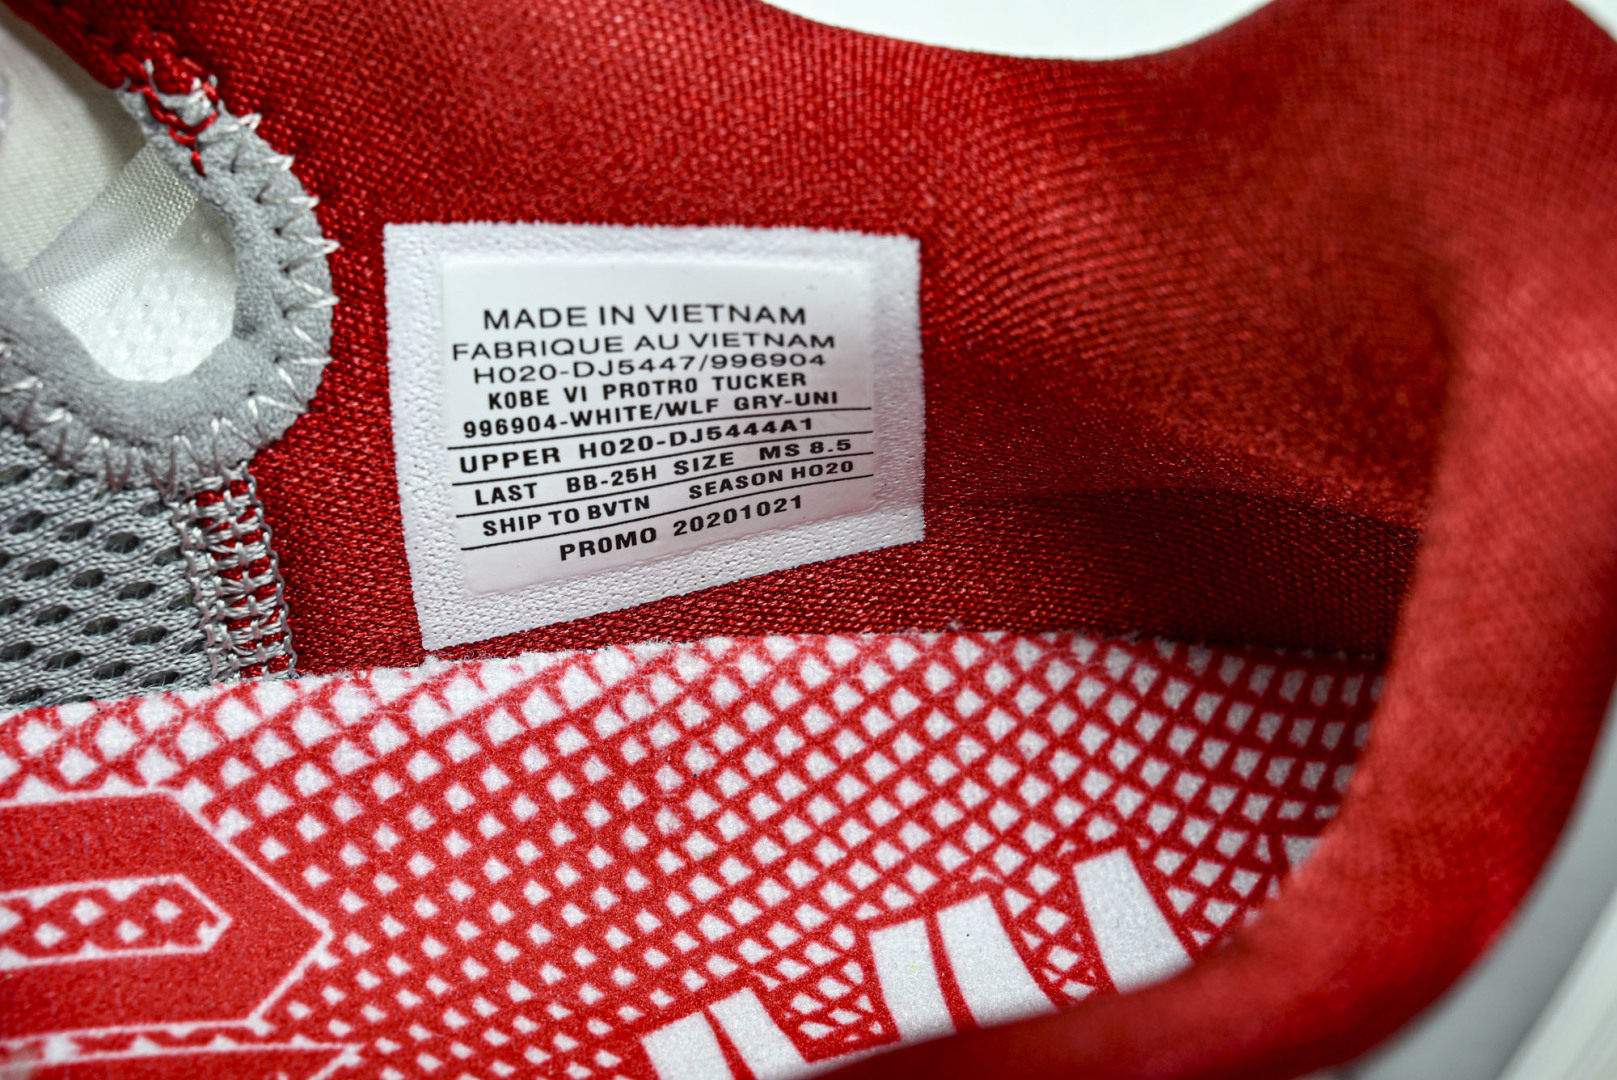 MADE IN VIETNAM
FABRIQUE AU VIETNAM
H020-DJ5447/996904
KOBE VI PROTRO TUCKER
996904-WHITE/WLF GRY-UNI
UPPER H020-DJ5444A1
LAST BB-25H SIZE MS 8.5
SHIP TO BVTN SEASON HO20
PROMO 20201021